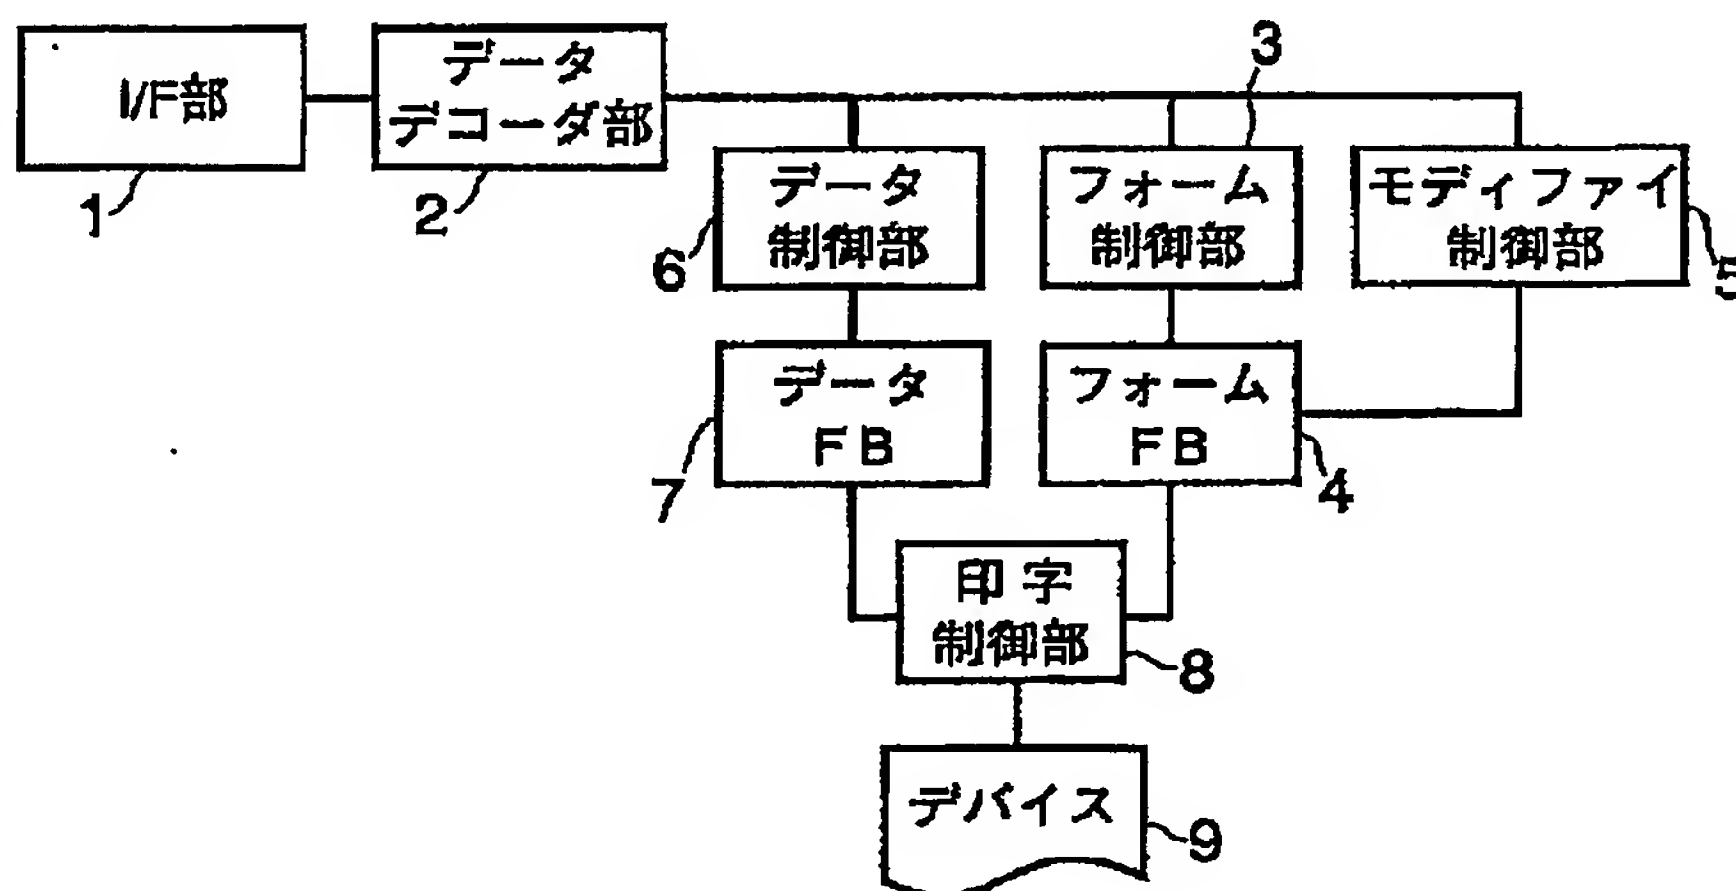 I/F部
1
データ
デコーダ部
2
3
データ
制御部
6
フォーム
制御部
モディファイ
制御部
5
データ
FB
7
フォーム
FB
4
印字
制御部
8
デバイス
9